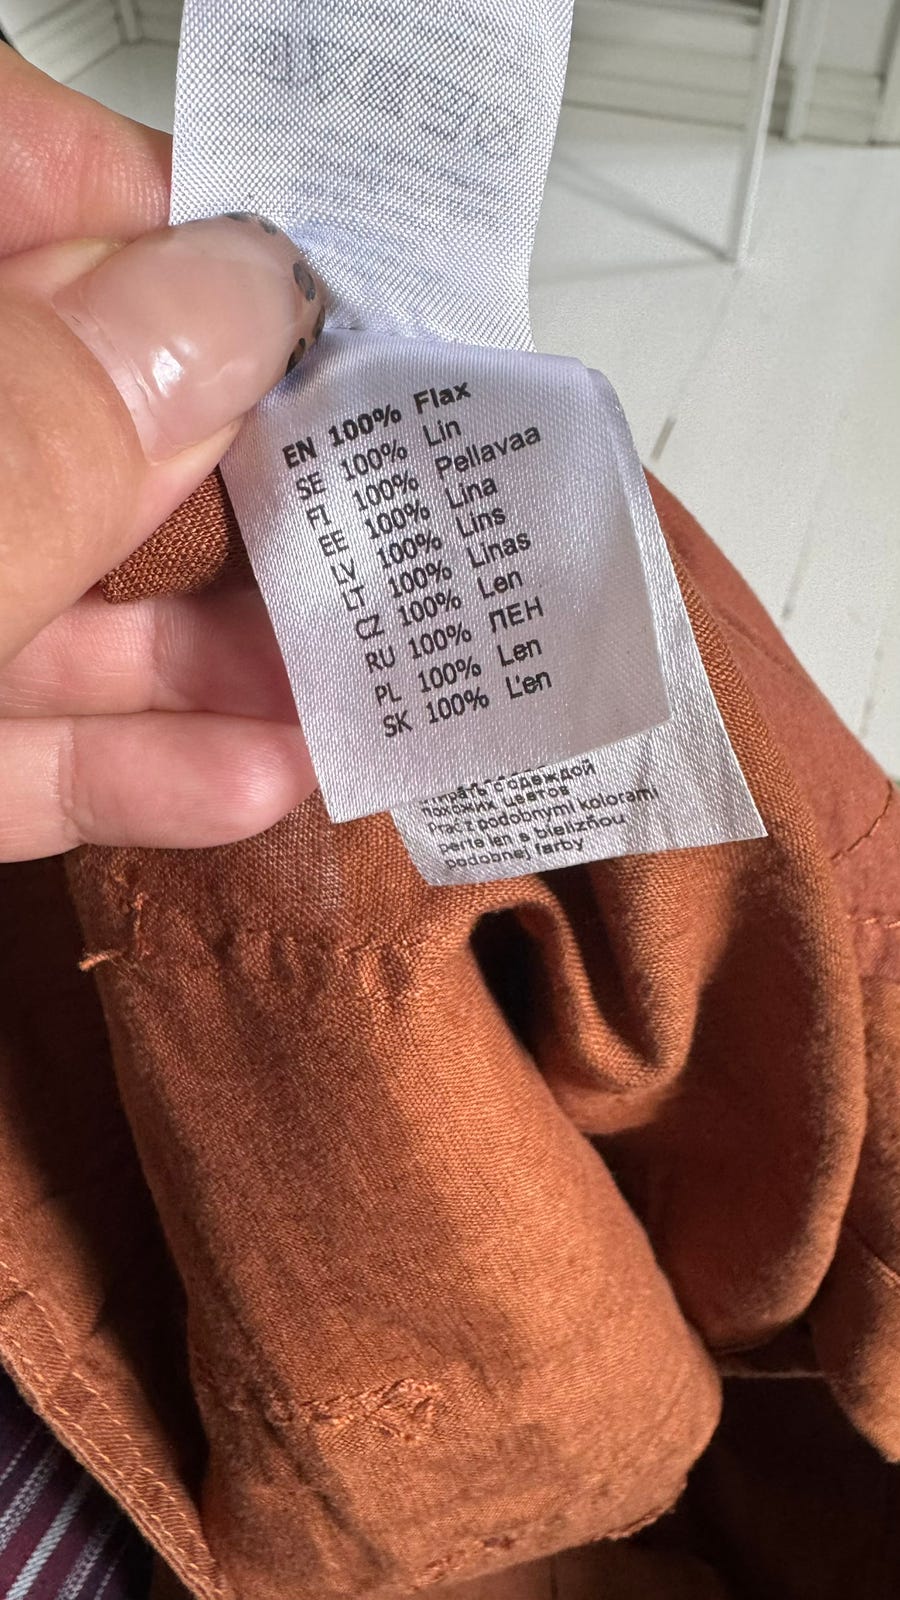 EN 100% Flax
SE 100% Lin
FI 100% Pellavaa
EE 100% Lina
LV 100% Lins
LT 100% Linas
CZ 100% Len
RU 100% ЛЕН
PL 100% Len
SK 100% L'en
с одеждой
похожих цветов
Prać z podobnymi kolorami
perte len s bielizňou
podobnej farby